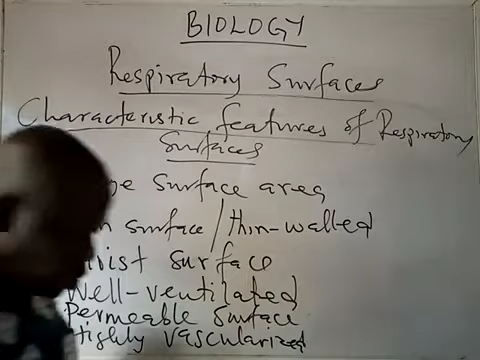 BIOLOGY
Respiratory Surfaces
Characteristic features of Respiratory
Surfaces
surface area
surface / thin-walled
surface
Well-ventilated
Permeable surface
Highly vascularized